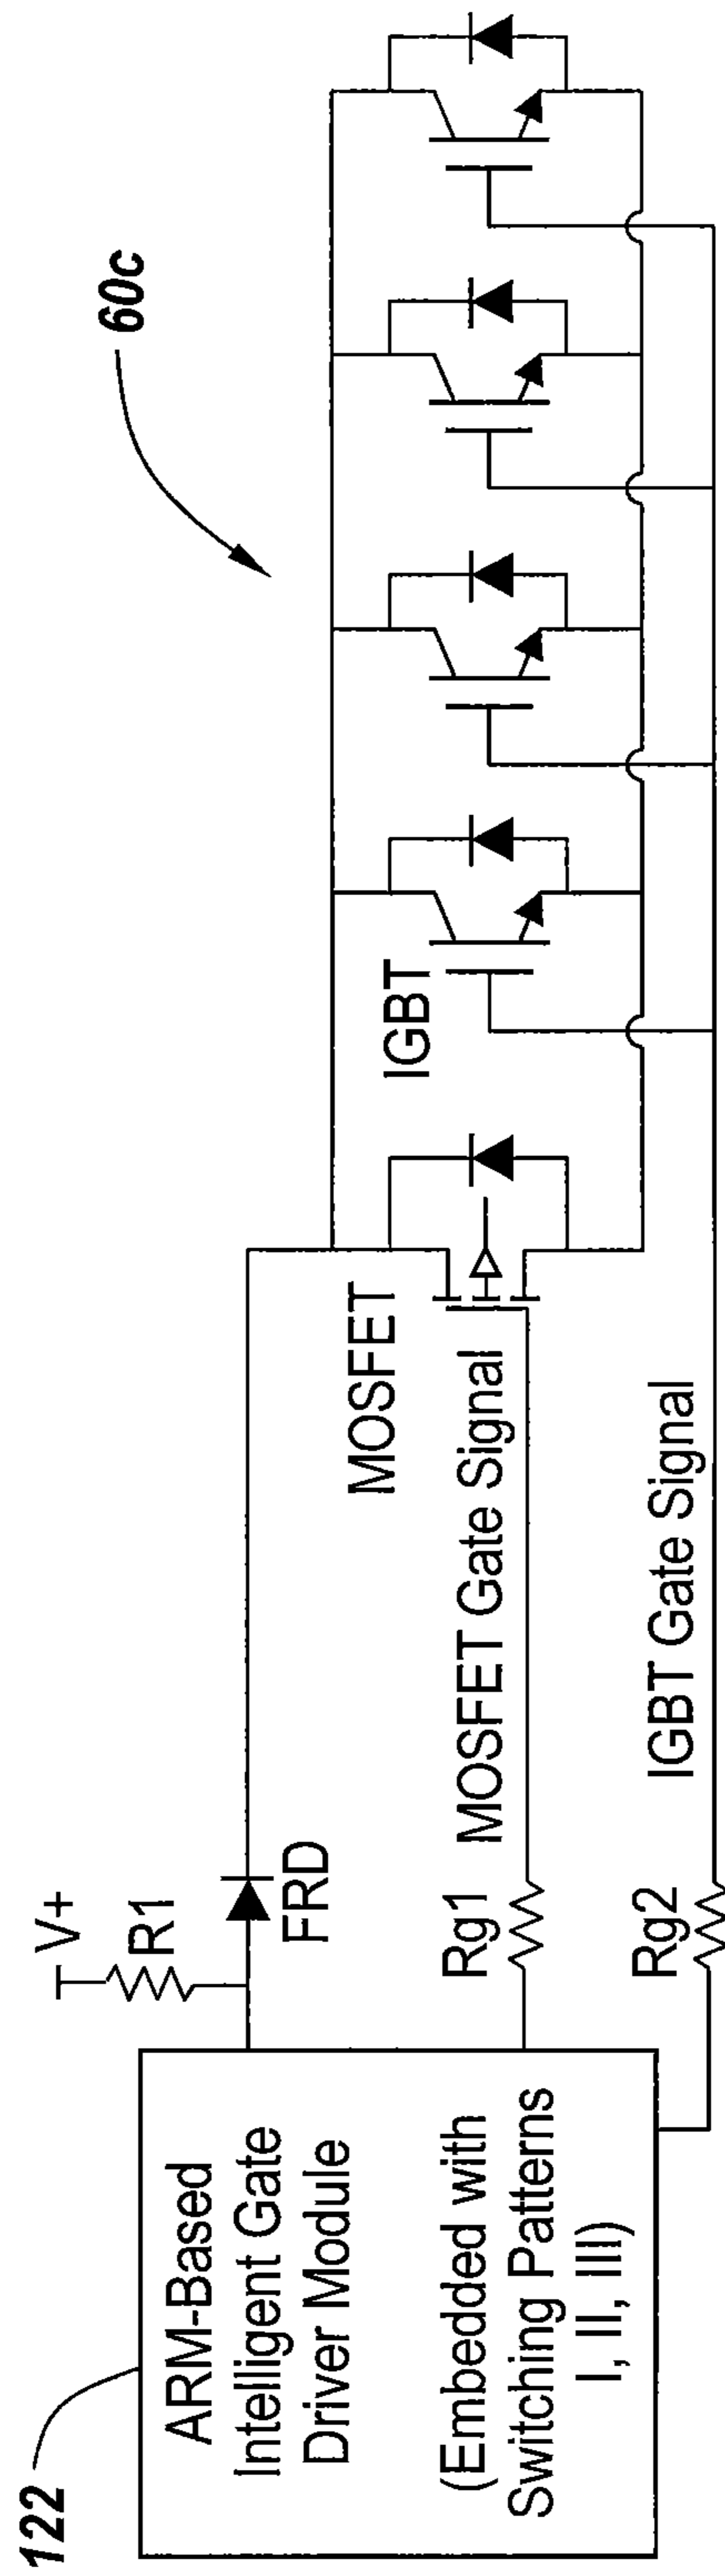 122
ARM-Based
Intelligent Gate
Driver Module
(Embedded with
Switching Patterns
I, II, III)
V+
R1
FRD
Rg1
Rg2
MOSFET Gate Signal
IGBT Gate Signal
MOSFET
IGBT
60c